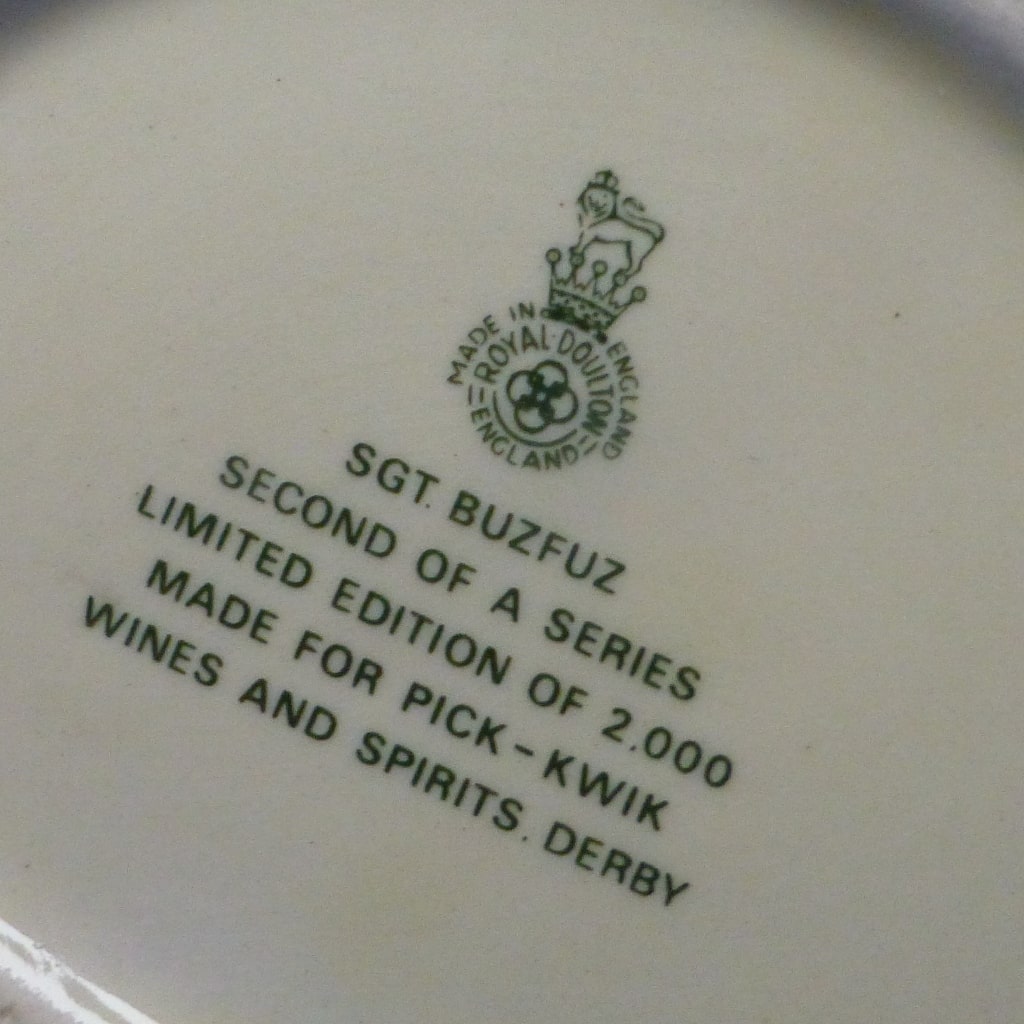 MADE IN ENGLAND
ROYAL·DOULTON
ENGLAND
SGT. BUZFUZ
SECOND OF A SERIES
LIMITED EDITION OF 2.000
MADE FOR PICK-KWIK
WINES AND SPIRITS. DERBY